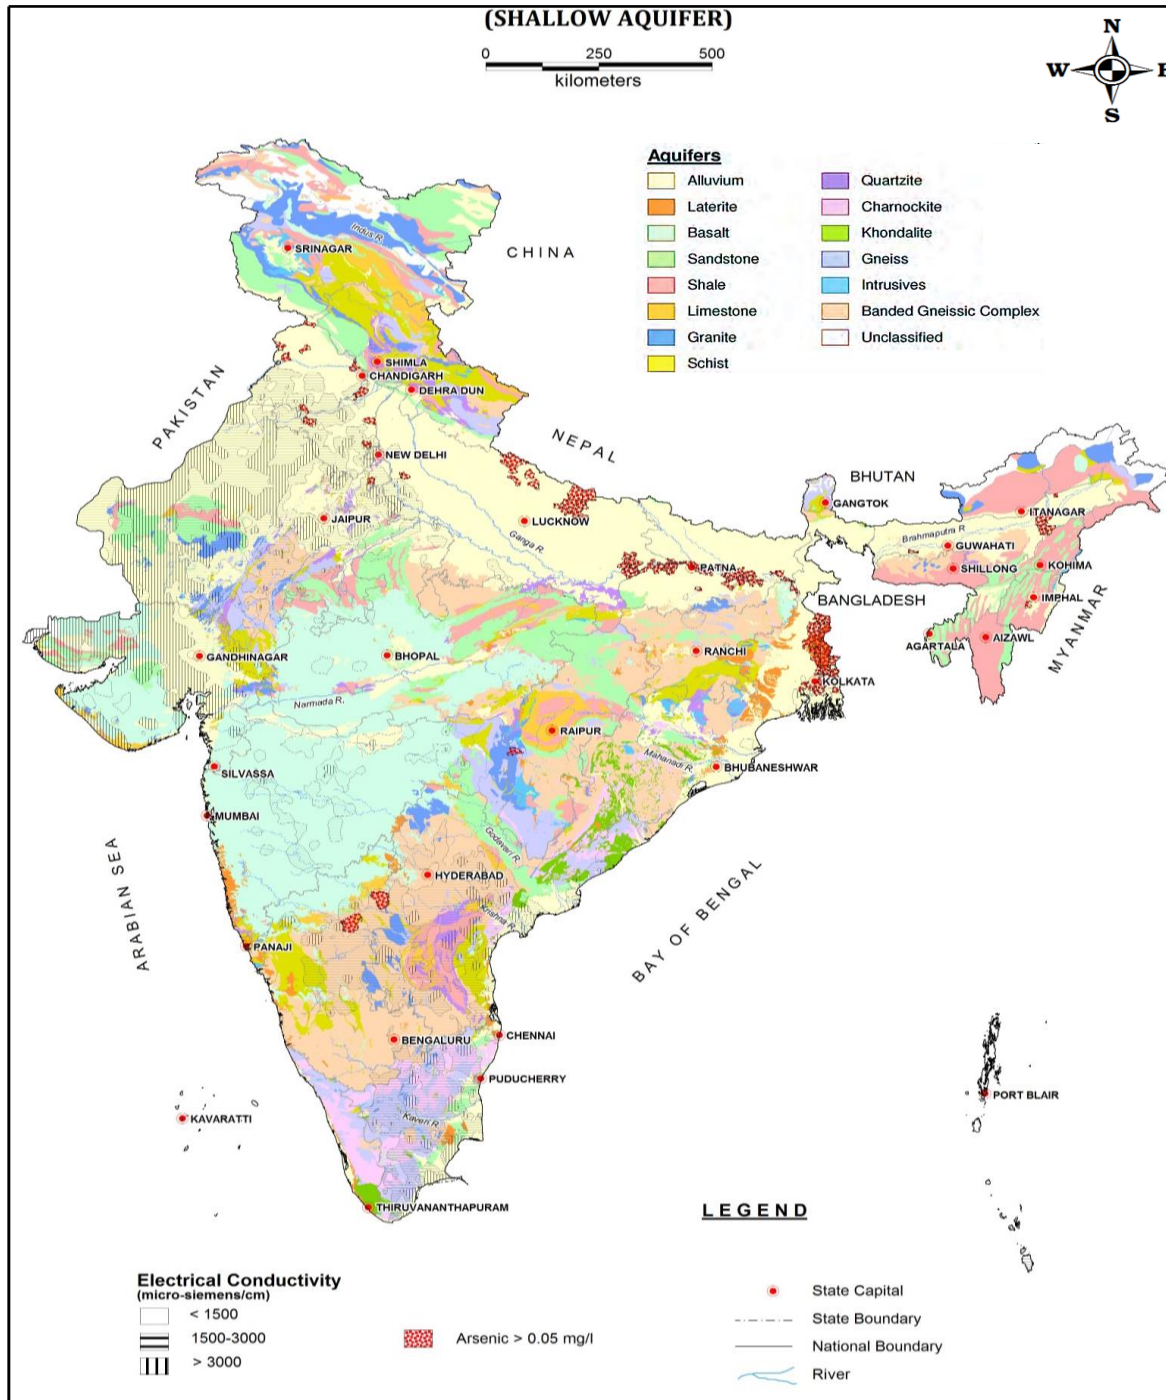 (SHALLOW AQUIFER)
0 250 500
kilometers
N
W E
S
Aquifers
Alluvium
Laterite
Basalt
Sandstone
Shale
Limestone
Granite
Schist
Quartzite
Charnockite
Khondalite
Gneiss
Intrusives
Banded Gneissic Complex
Unclassified
CHINA
Indus R.
SRINAGAR
SHIMLA
CHANDIGARH
DEHRA DUN
PAKISTAN
NEPAL
NEW DELHI
BHUTAN
GANGTOK
ITANAGAR
JAIPUR
LUCKNOW
Ganga R.
Brahmaputra R.
GUWAHATI
SHILLONG
KOHIMA
PATNA
IMPHAL
BANGLADESH
MYANMAR
AGARTALA
AIZAWL
GANDHINAGAR
BHOPAL
RANCHI
KOLKATA
Narmada R.
RAIPUR
Mahanadi R.
BHUBANESHWAR
SILVASSA
MUMBAI
Godavari R.
ARABIAN SEA
HYDERABAD
BAY OF BENGAL
Krishna R.
PANAJI
BENGALURU
CHENNAI
PUDUCHERRY
PORT BLAIR
KAVARATTI
Kaveri R.
THIRUVANANTHAPURAM
LEGEND
Electrical Conductivity
(micro-siemens/cm)
< 1500
1500-3000
> 3000
Arsenic > 0.05 mg/l
State Capital
State Boundary
National Boundary
River